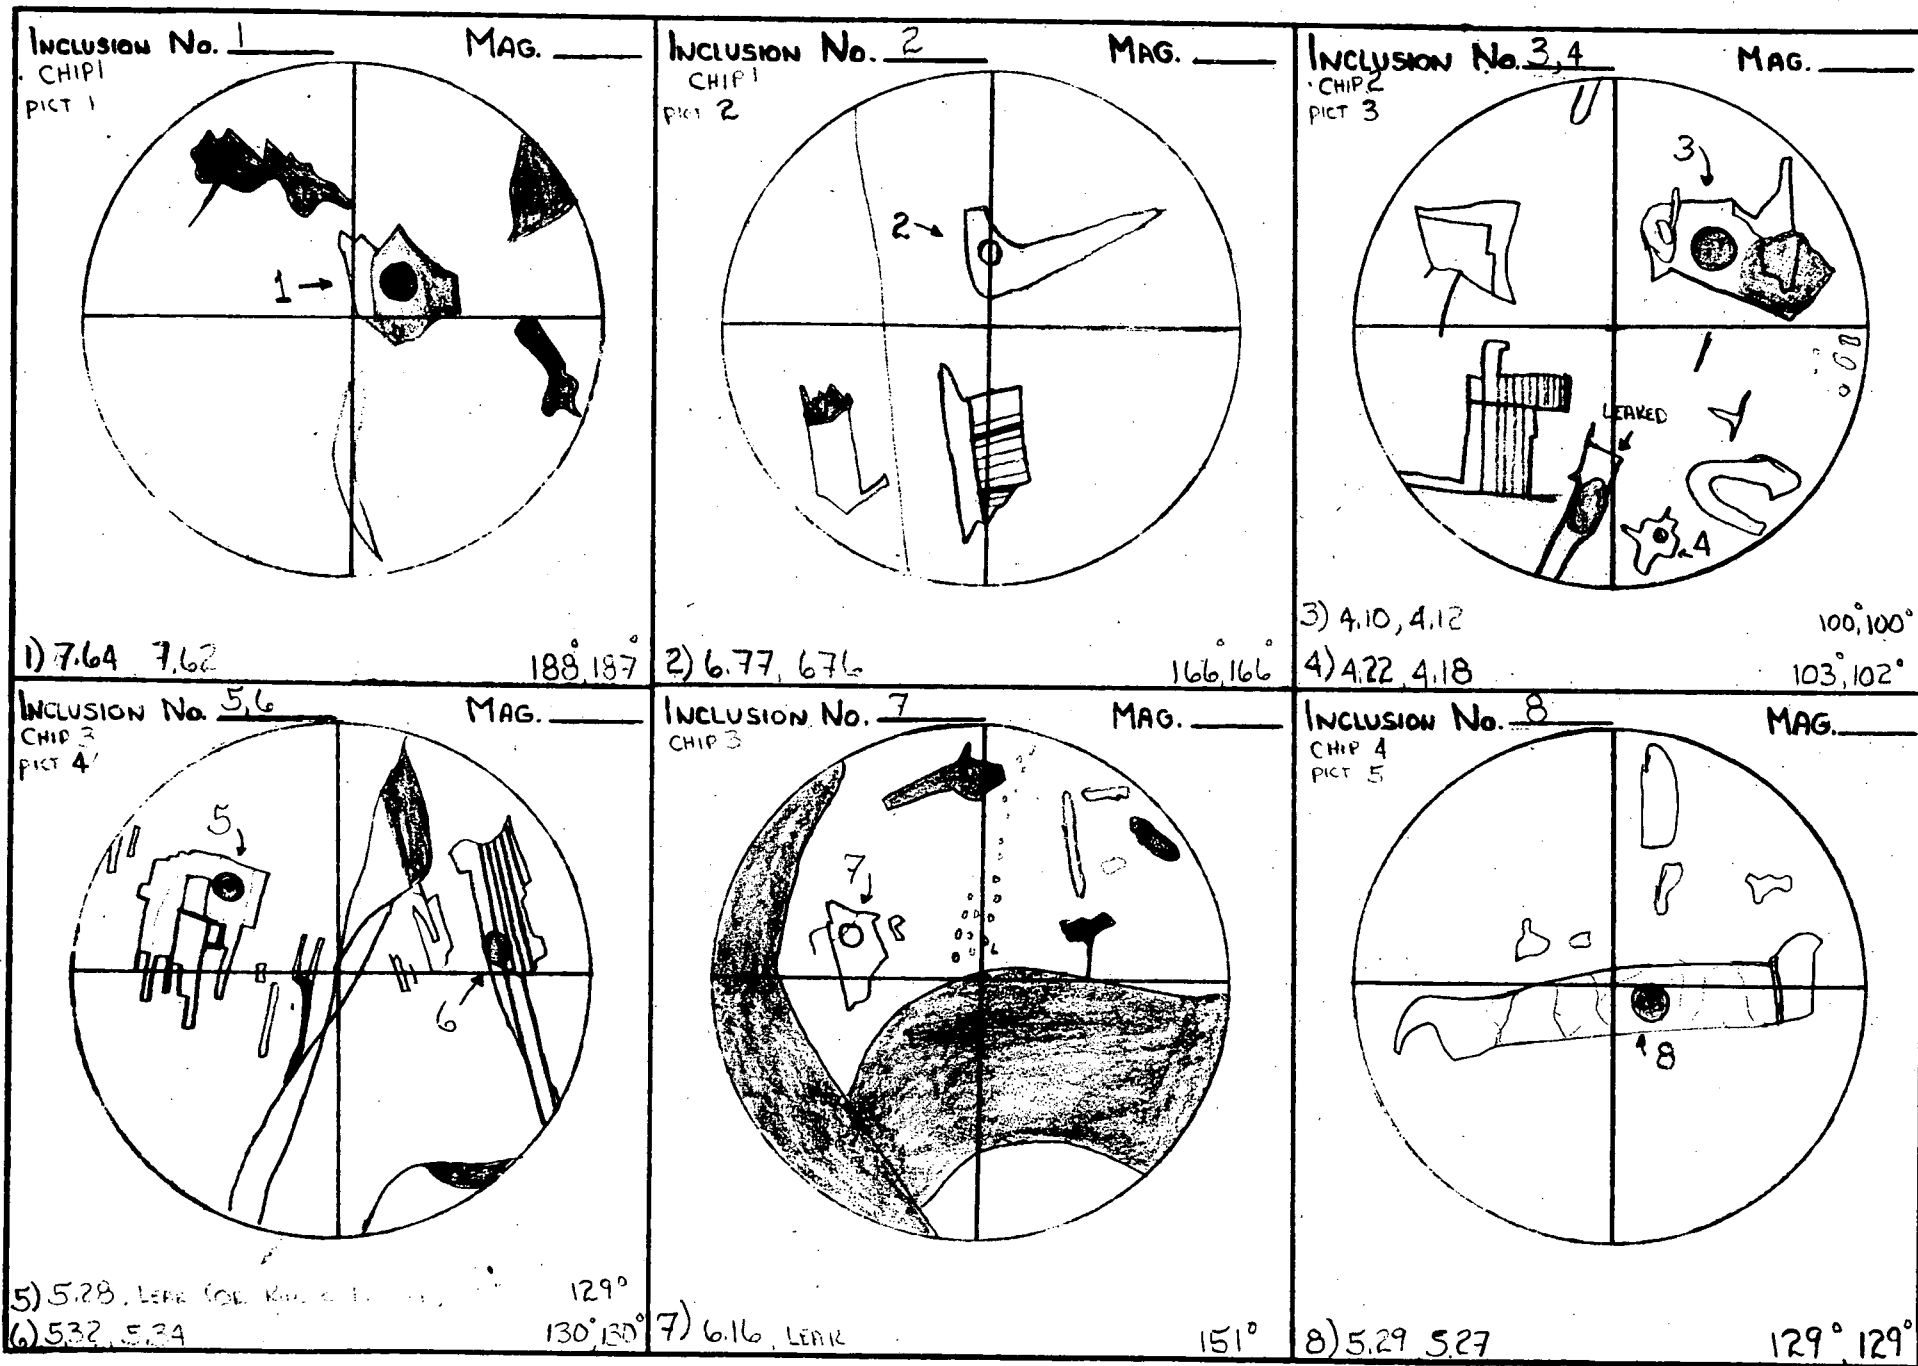 INCLUSION No. 1 MAG.
CHIP 1
PICT 1
1 →
1) 7.64 7.62 188°, 187°
INCLUSION No. 2 MAG.
CHIP 1
PICT 2
2 →
2) 6.77, 676 166°, 166°
INCLUSION No. 3,4 MAG.
CHIP 2
PICT 3
3
LEAKED
4
3) 4.10, 4.12 100°, 100°
4) 4.22, 4.18 103°, 102°
INCLUSION No. 5,6 MAG.
CHIP 3
PICT 4
5
6
5) 5.28, LEAK 129°
6) 5.32, 5.34 130°, 130°
INCLUSION No. 7 MAG.
CHIP 3
7
7) 6.16, LEAK 151°
INCLUSION No. 8 MAG.
CHIP 4
PICT 5
8
8) 5.29 5.27 129°, 129°